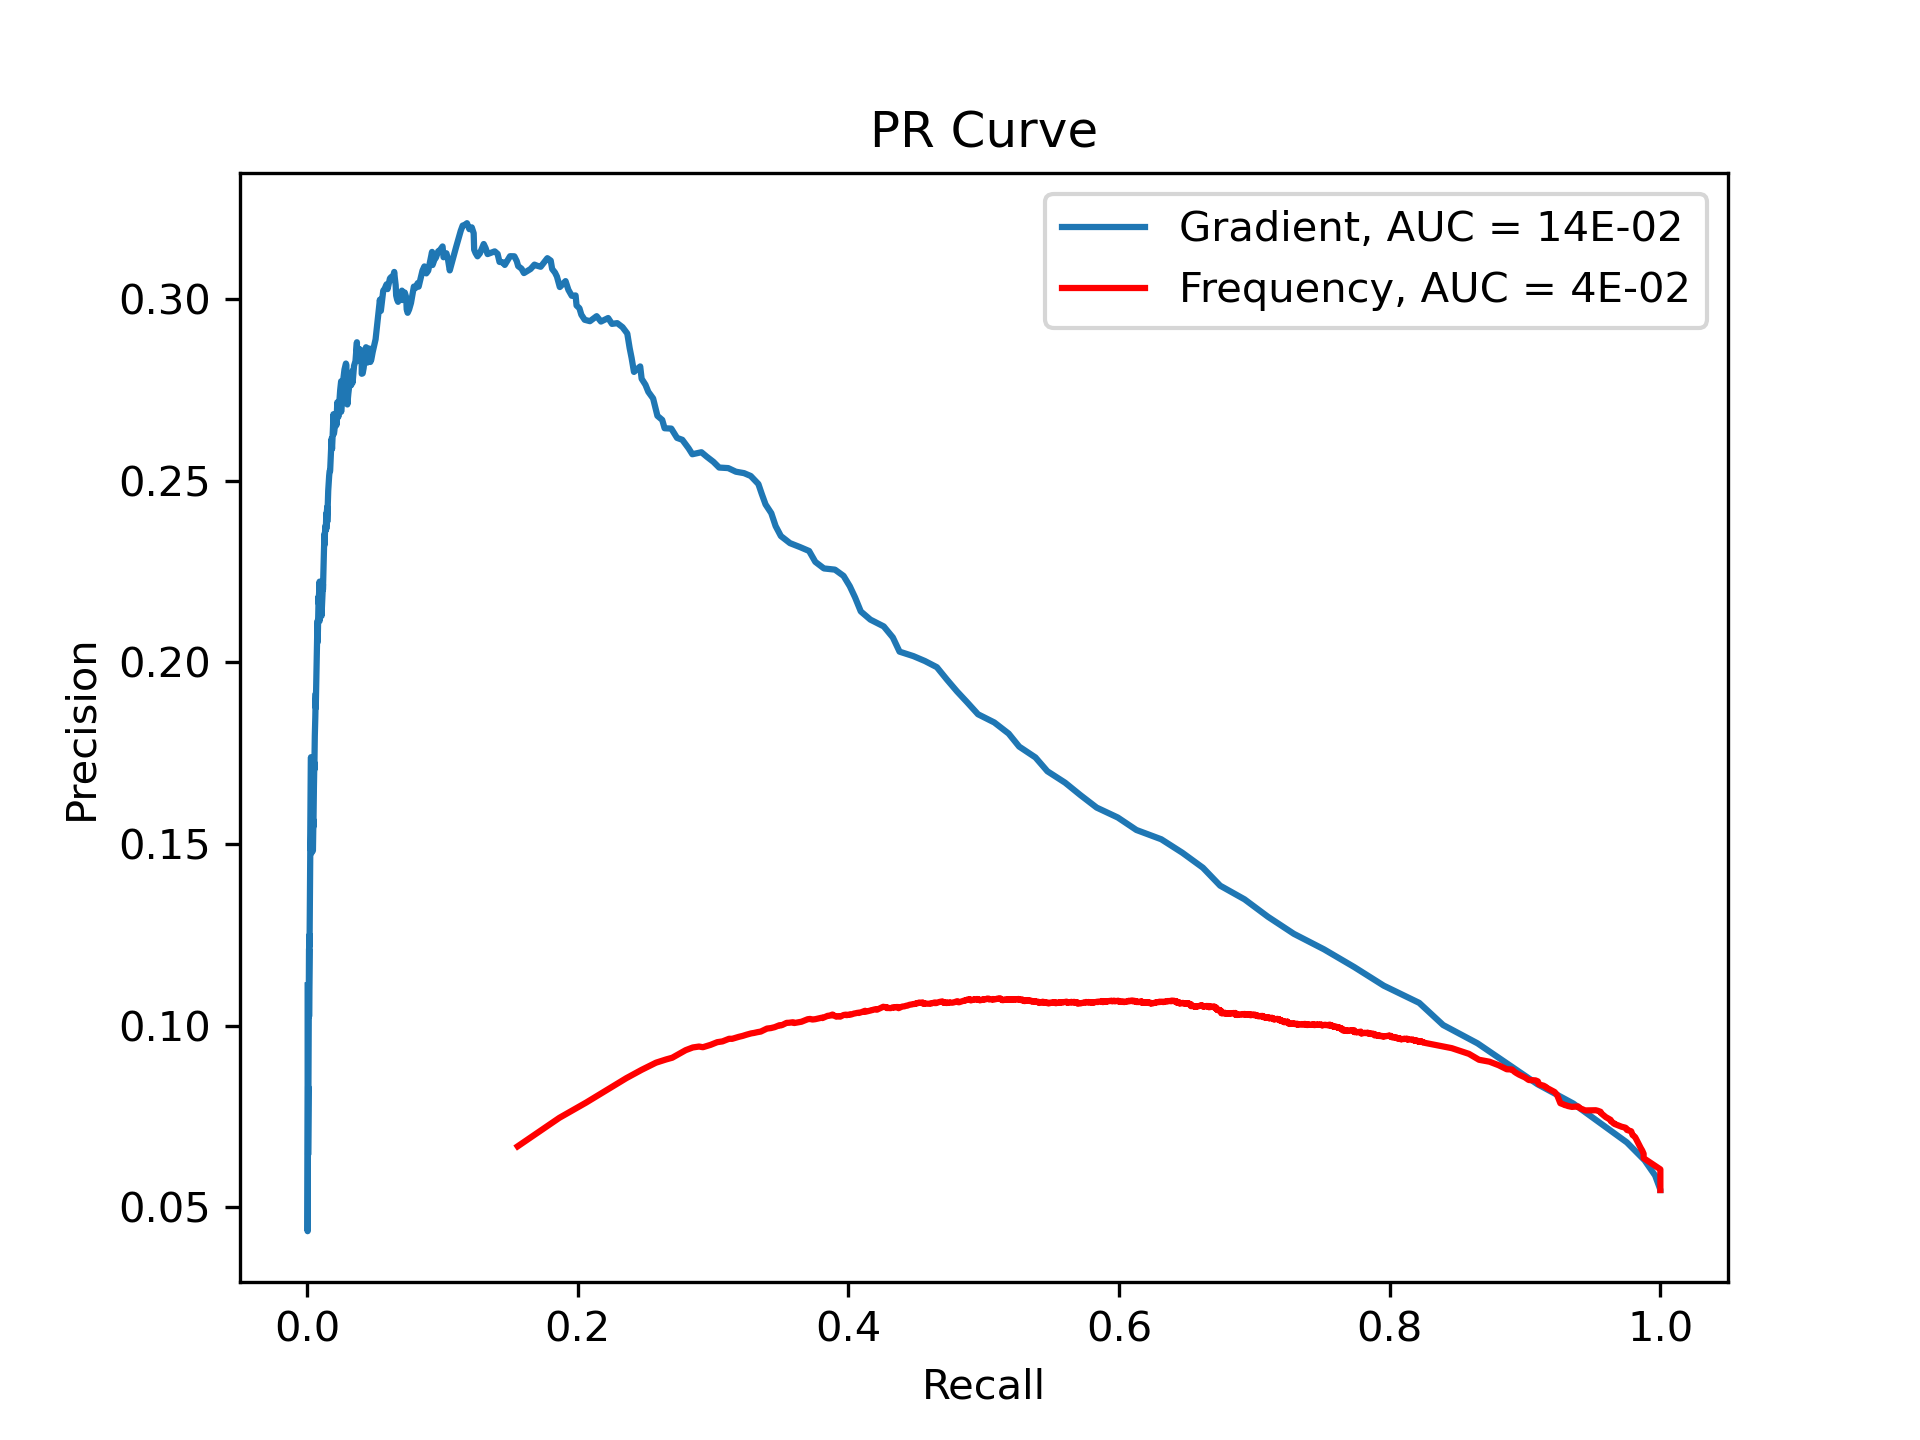 PR Curve
Gradient, AUC = 14E-02
Frequency, AUC = 4E-02
Precision
0.30
0.25
0.20
0.15
0.10
0.05
0.0 0.2 0.4 0.6 0.8 1.0
Recall